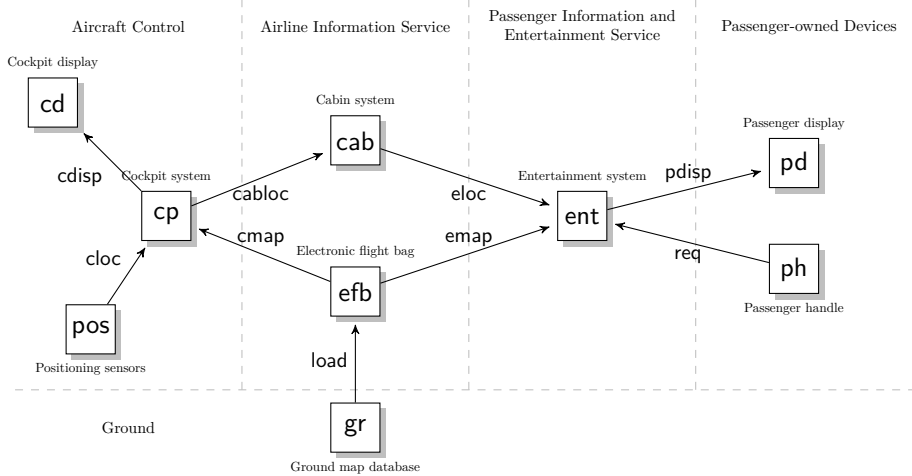 Aircraft Control
Airline Information Service
Passenger Information and
Entertainment Service
Passenger-owned Devices
Cockpit display
cd
Cabin system
cab
Passenger display
pd
cdisp
Cockpit system
cp
cabloc
eloc
Entertainment system
ent
pdisp
cloc
cmap
Electronic flight bag
efb
emap
req
ph
Passenger handle
pos
Positioning sensors
load
Ground
gr
Ground map database